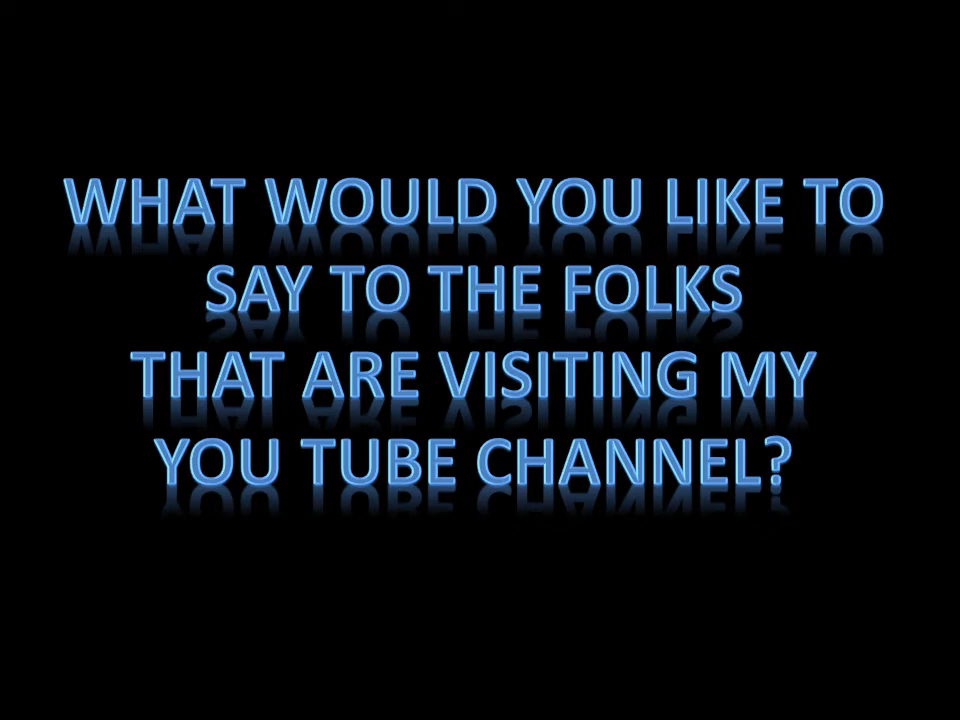 WHAT WOULD YOU LIKE TO
SAY TO THE FOLKS
THAT ARE VISITING MY
YOU TUBE CHANNEL?